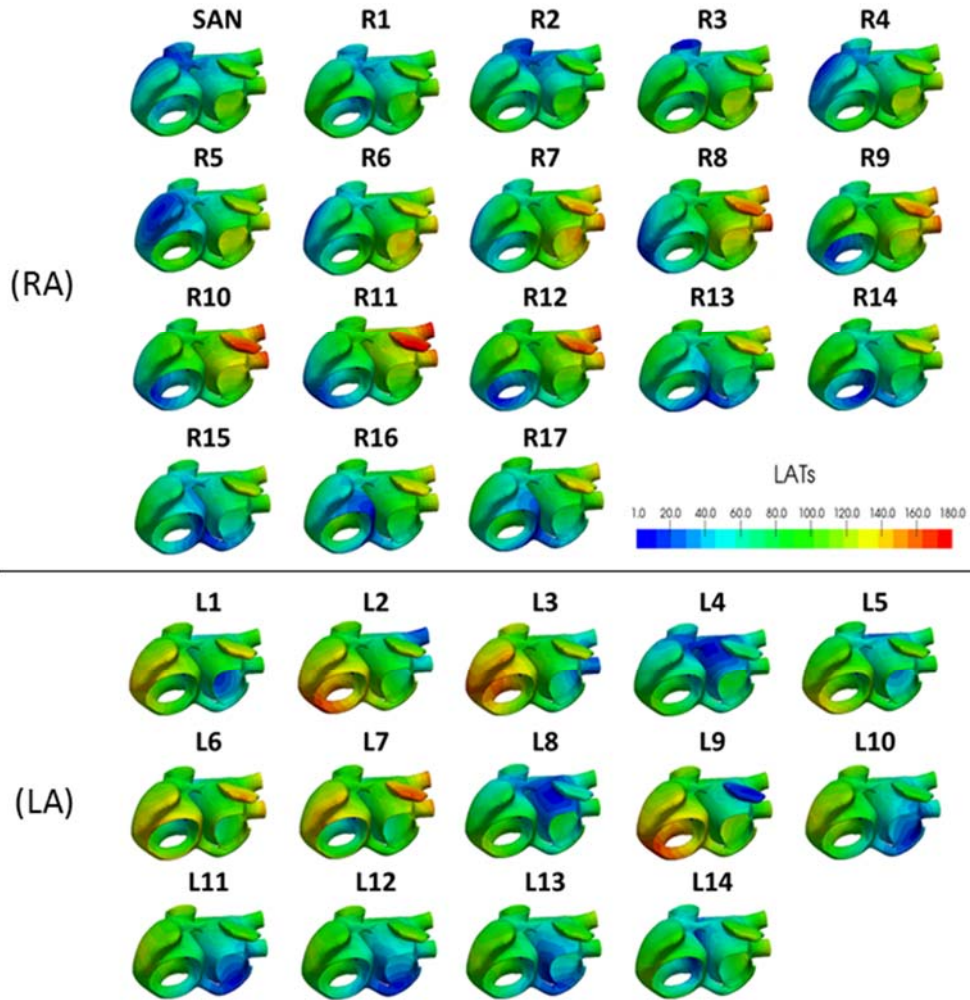 SAN R1 R2 R3 R4
R5 R6 R7 R8 R9
(RA)
R10 R11 R12 R13 R14
R15 R16 R17
LATs
1.0 20.0 40.0 60.0 80.0 100.0 120.0 140.0 160.0 180.0
L1 L2 L3 L4 L5
L6 L7 L8 L9 L10
(LA)
L11 L12 L13 L14